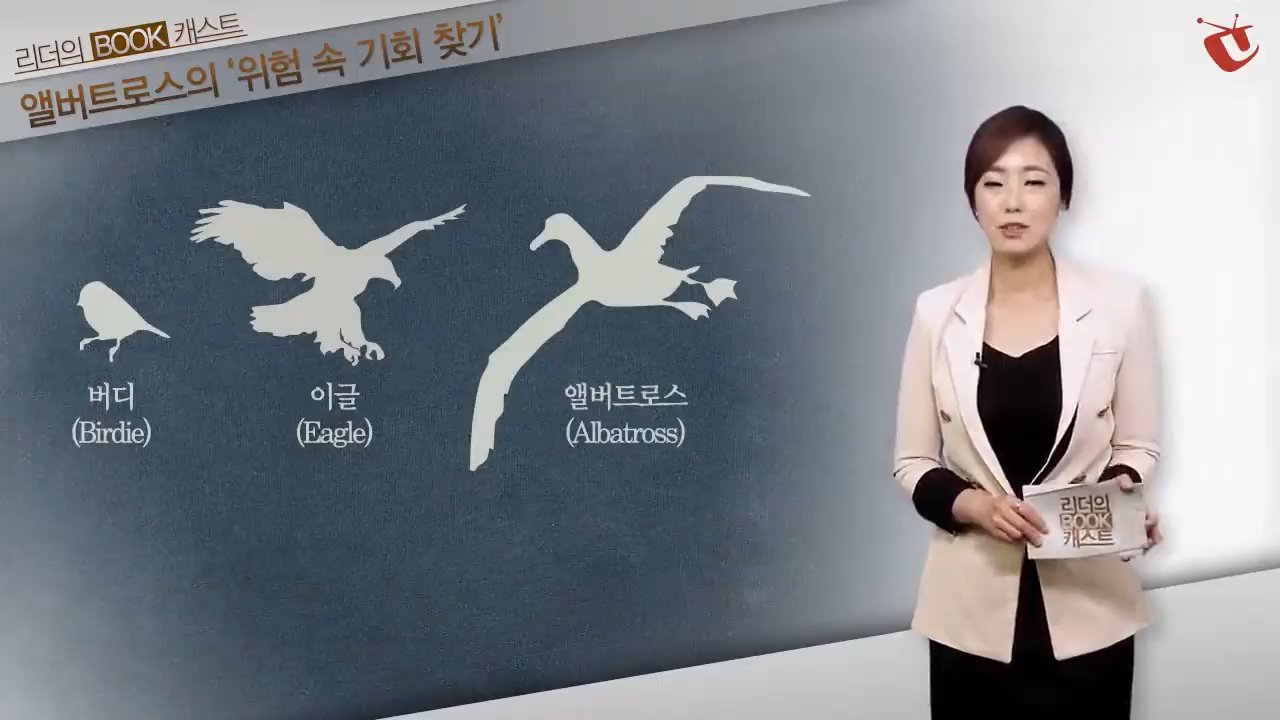 리더의 BOOK 캐스트
앨버트로스의 ‘위험 속 기회 찾기’
버디
(Birdie)
이글
(Eagle)
앨버트로스
(Albatross)
리더의
BOOK
캐스트